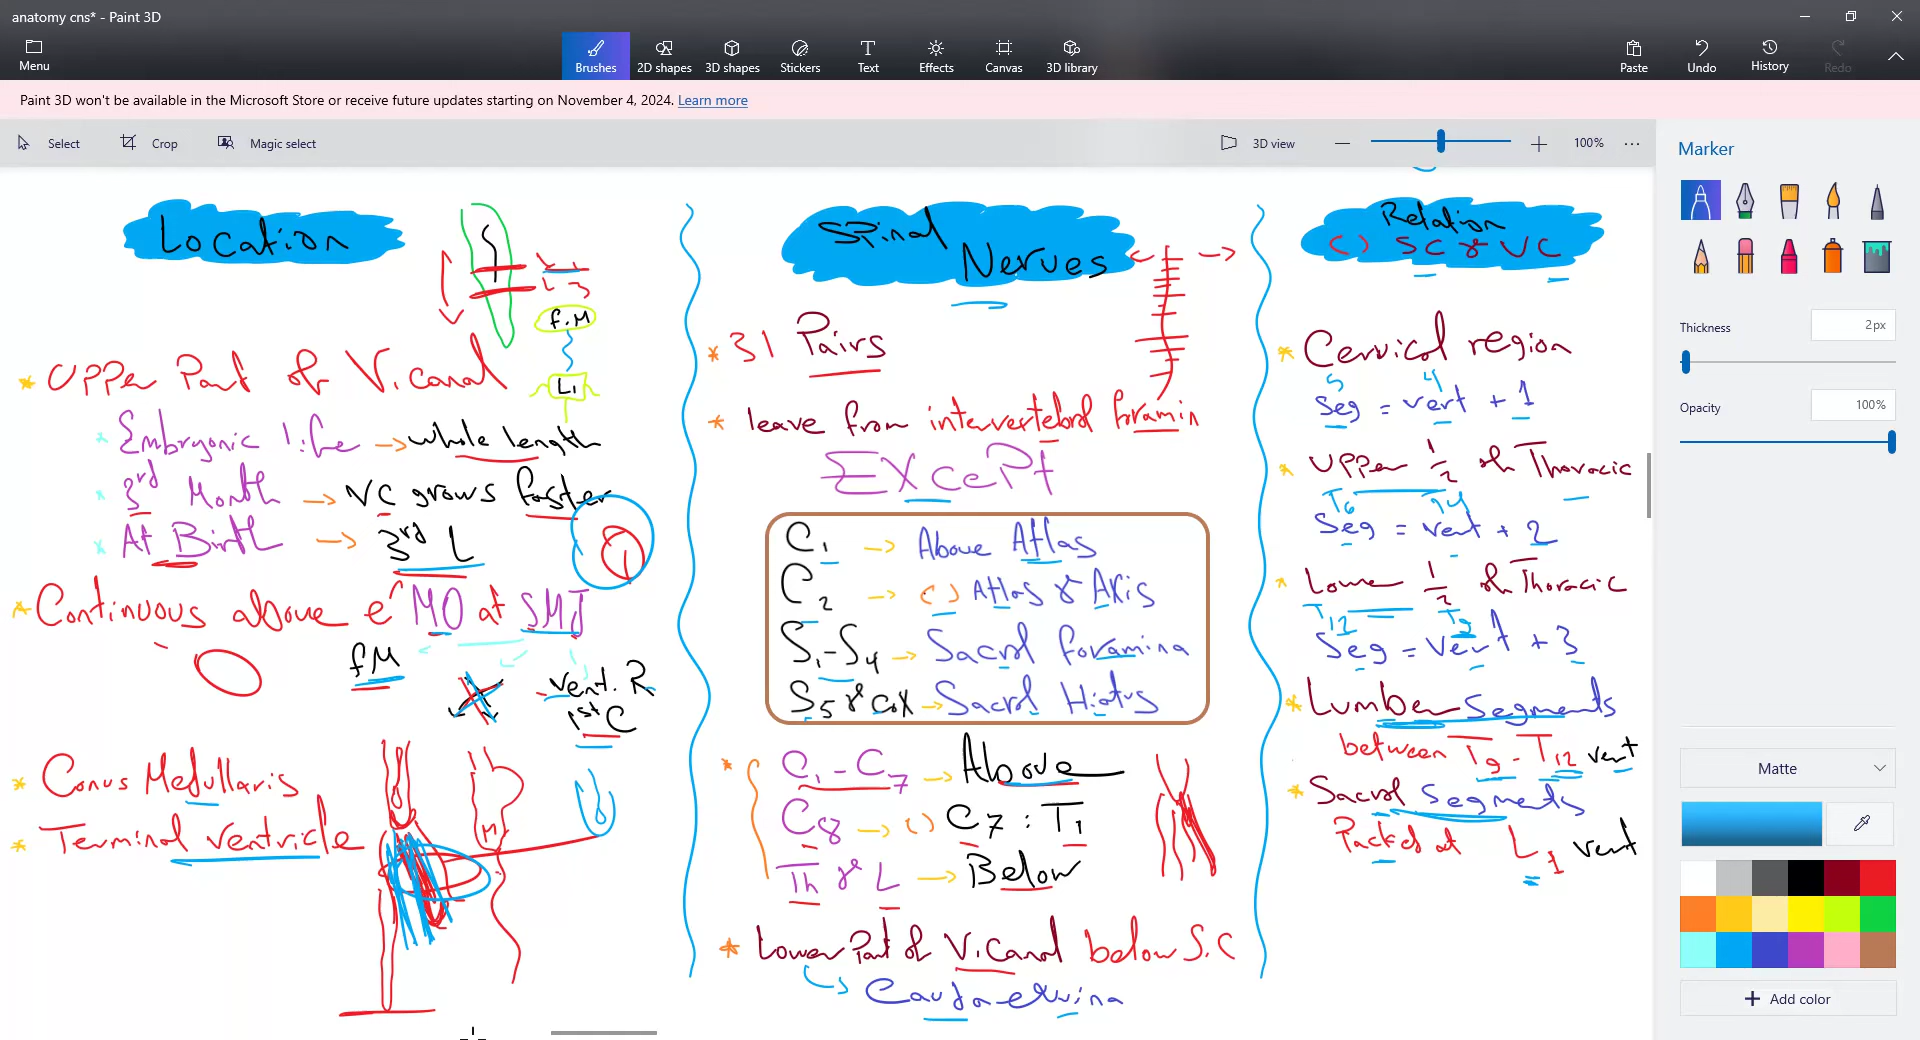 anatomy cns* - Paint 3D
Menu
Brushes
2D shapes
3D shapes
Stickers
Text
Effects
Canvas
3D library
Paste
Undo
History
Redo
Paint 3D won't be available in the Microsoft Store or receive future updates starting on November 4, 2024. Learn more
Select
Crop
Magic select
3D view
100%
Marker
Thickness
2px
Opacity
100%
Matte
Add color
Location
f.M
L1
* Upper Part of V.canal
Embryonic life → whole length
3rd Month → VC grows faster
At Birth → 3rd L
* Continuous above e MO at SMJ
fM
vent. R
1st C
* Conus Medullaris
* Terminal ventricle
M
Spinal
Nerves
* 31 Pairs
* leave from intervertebral foramin
EXcePt
C1 → Above Atlas
C2 → () Atlas & Axis
S1-S4 → Sacral foramina
S5 & cox → Sacral Hiatus
* C1 - C7 → Above
C8 → () C7 : T1
Th & L → Below
* Lower Part of V.Canal below S.C
Cauda equina
Relation
() SC & VC
* Cervical region
5 4
Seg = vert + 1
* Upper 1/2 of Thoracic
T6 T4
Seg = vert + 2
* Lower 1/2 of Thoracic
T12 T9
Seg = vert + 3
* Lumber Segments
between T9 - T12 vert
* Sacral Segments
Packed at L1 vert